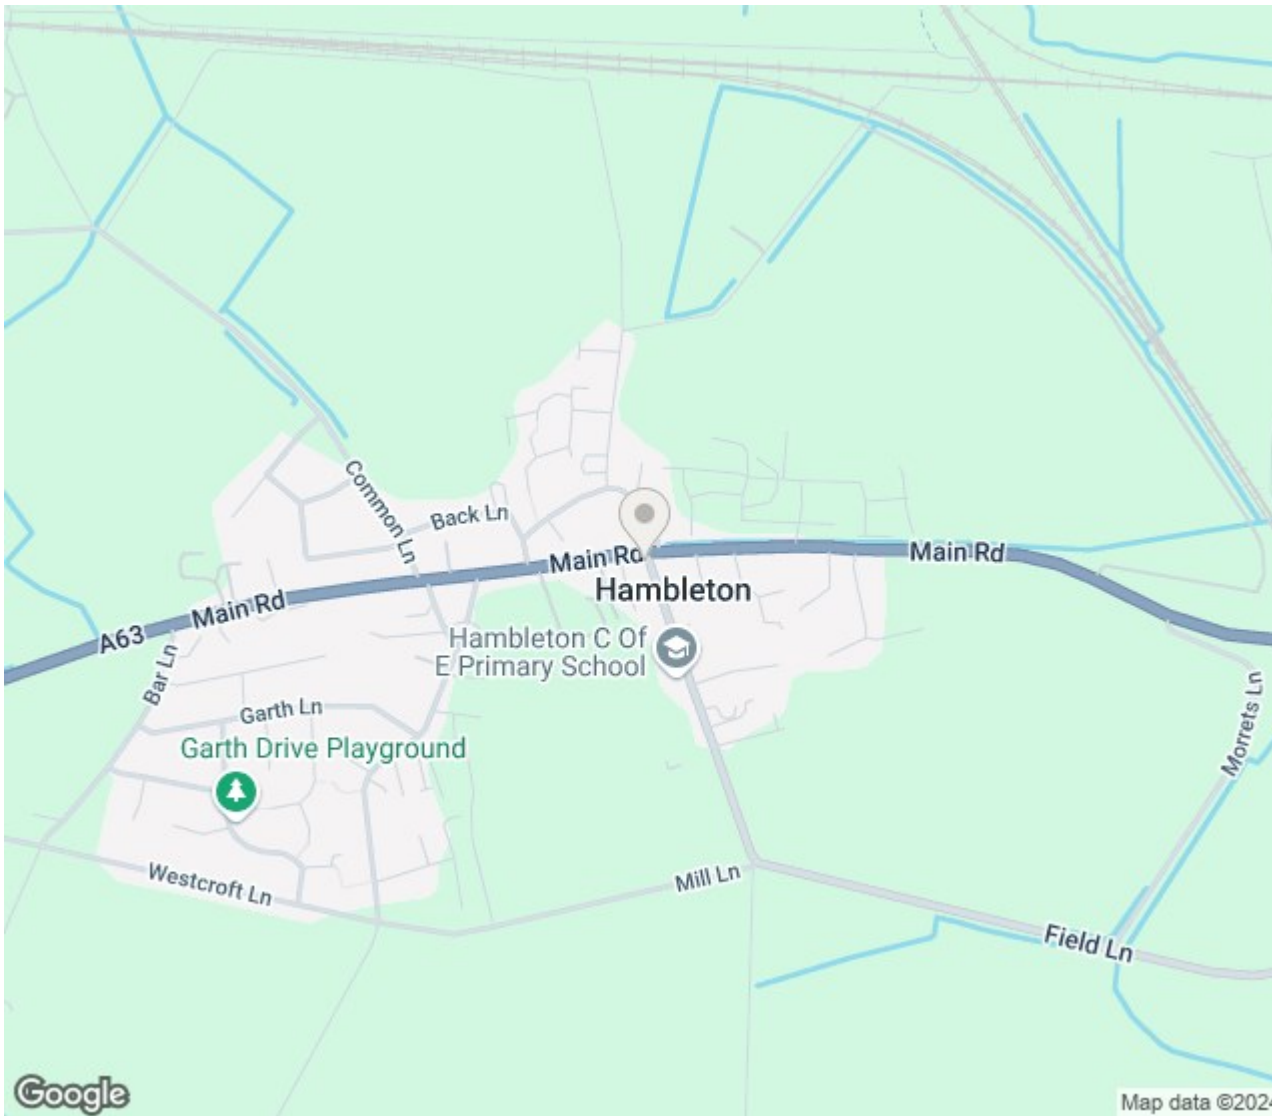 Common Ln
Back Ln
Main Rd
Main Rd
Hambleton
Main Rd
A63
Hambleton C Of
E Primary School
Bar Ln
Garth Ln
Morrets Ln
Garth Drive Playground
Westcroft Ln
Mill Ln
Field Ln
Google
Map data ©2024